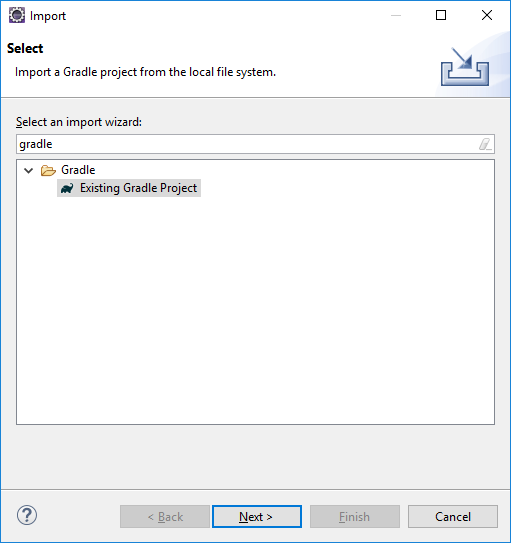 Import
Select
Import a Gradle project from the local file system.
Select an import wizard:
gradle
Gradle
Existing Gradle Project
?
< Back
Next >
Finish
Cancel